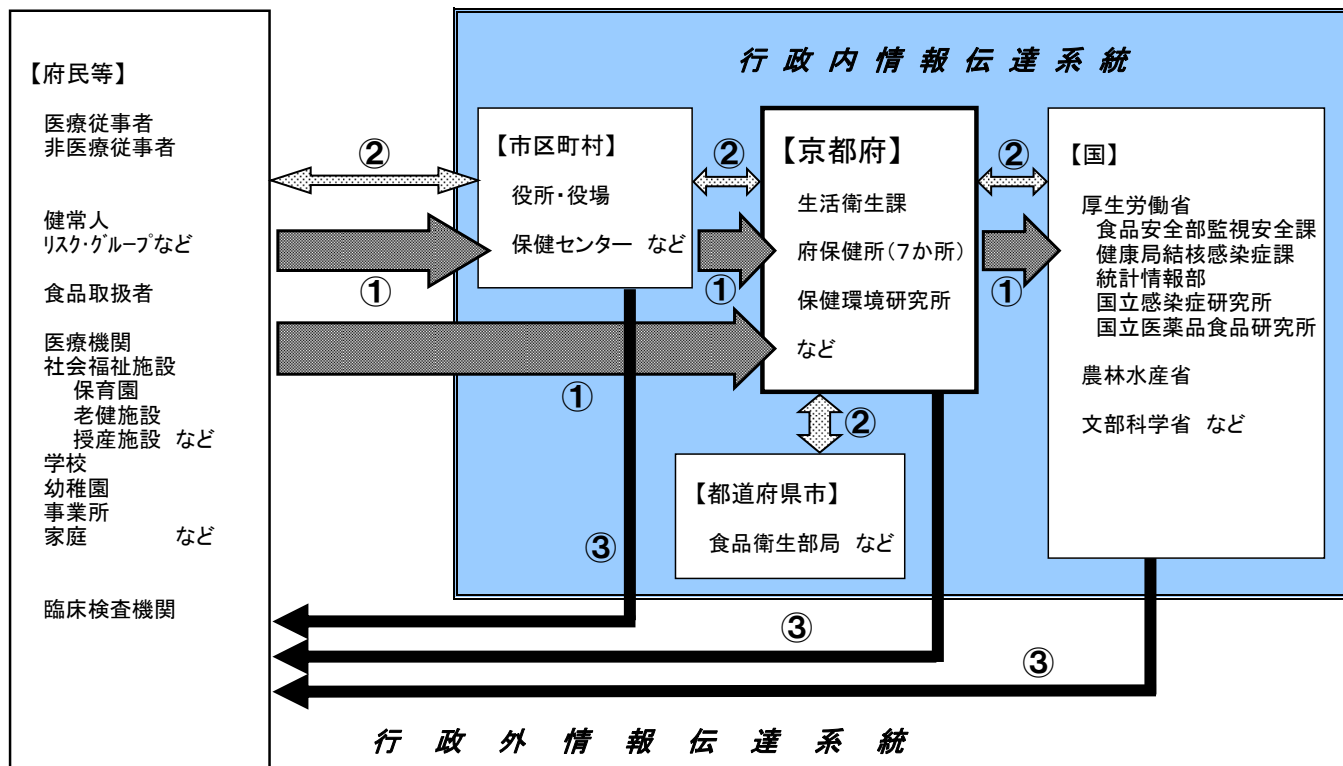 【府民等】
医療従事者
非医療従事者
健常人
ﾘｽｸ・ｸﾞﾙｰﾌﾟなど
食品取扱者
医療機関
社会福祉施設
保育園
老健施設
授産施設 など
学校
幼稚園
事業所
家庭 など
臨床検査機関
行政内情報伝達系統
②
①
①
【市区町村】
役所・役場
保健センター など
②
①
【京都府】
生活衛生課
府保健所（7か所）
保健環境研究所
など
②
①
【国】
厚生労働省
食品安全部監視安全課
健康局結核感染症課
統計情報部
国立感染症研究所
国立医薬品食品研究所
農林水産省
文部科学省 など
②
【都道府県市】
食品衛生部局 など
③
③
③
行政外情報伝達系統